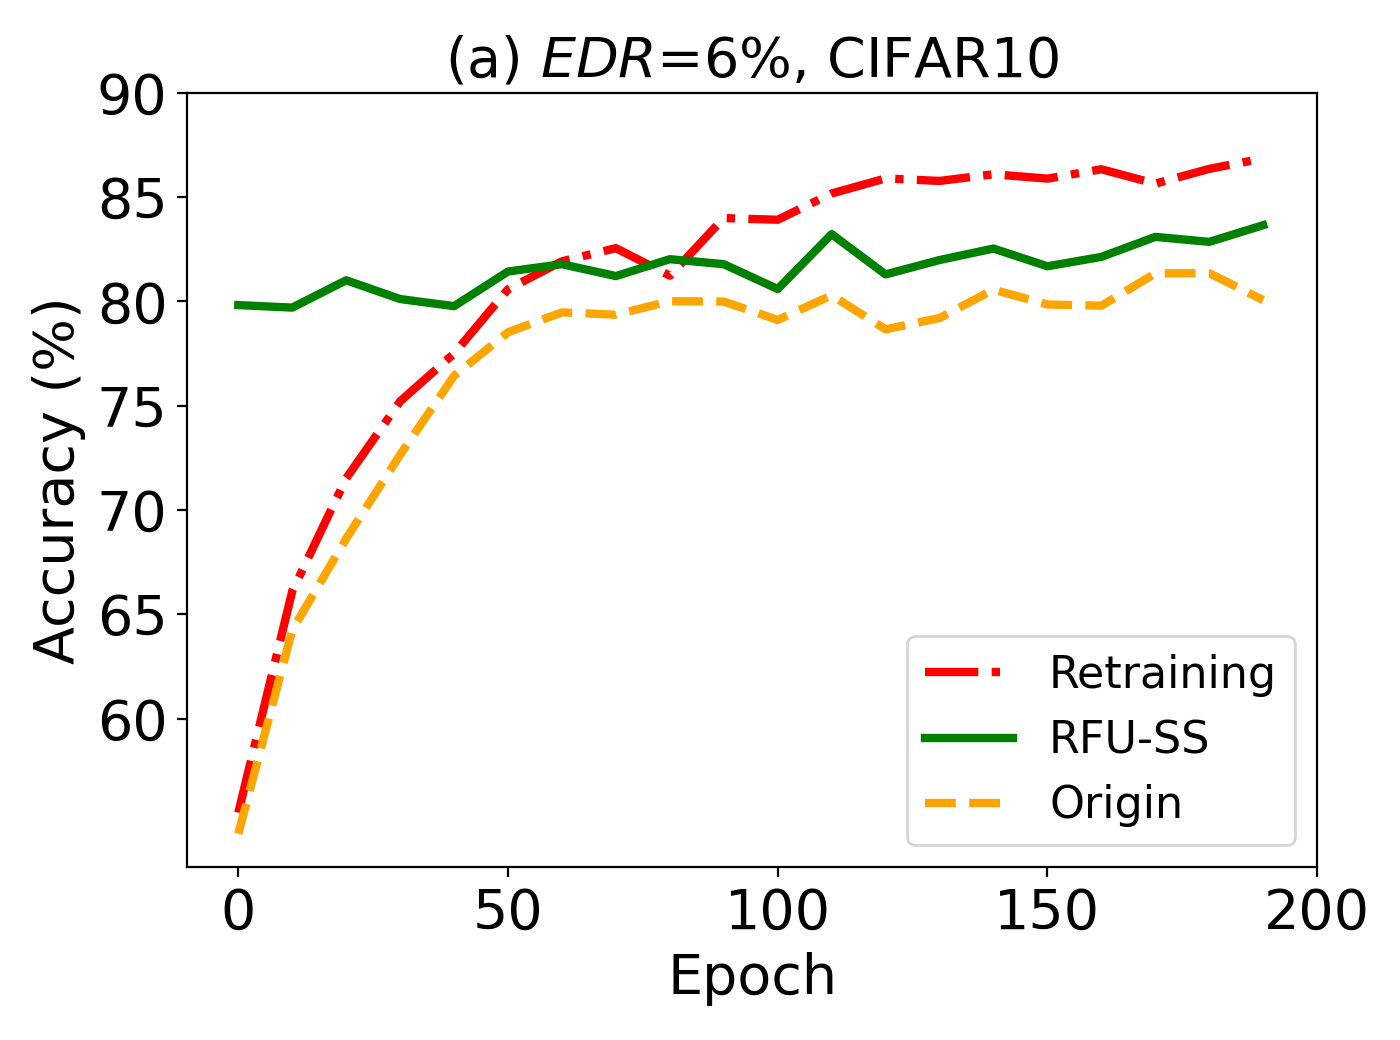 (a) EDR=6%, CIFAR10
Accuracy (%)
90
85
80
75
70
65
60
Retraining
RFU-SS
Origin
0 50 100 150 200
Epoch